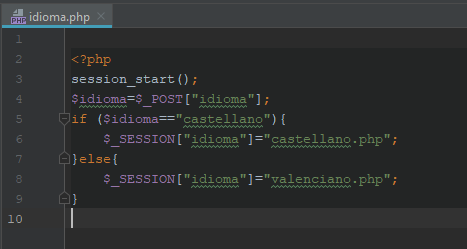 idioma.php
1
2 <?php
3 session_start();
4 $idioma=$_POST["idioma"];
5 if ($idioma=="castellano"){
6 $_SESSION["idioma"]="castellano.php";
7 }else{
8 $_SESSION["idioma"]="valenciano.php";
9 }
10